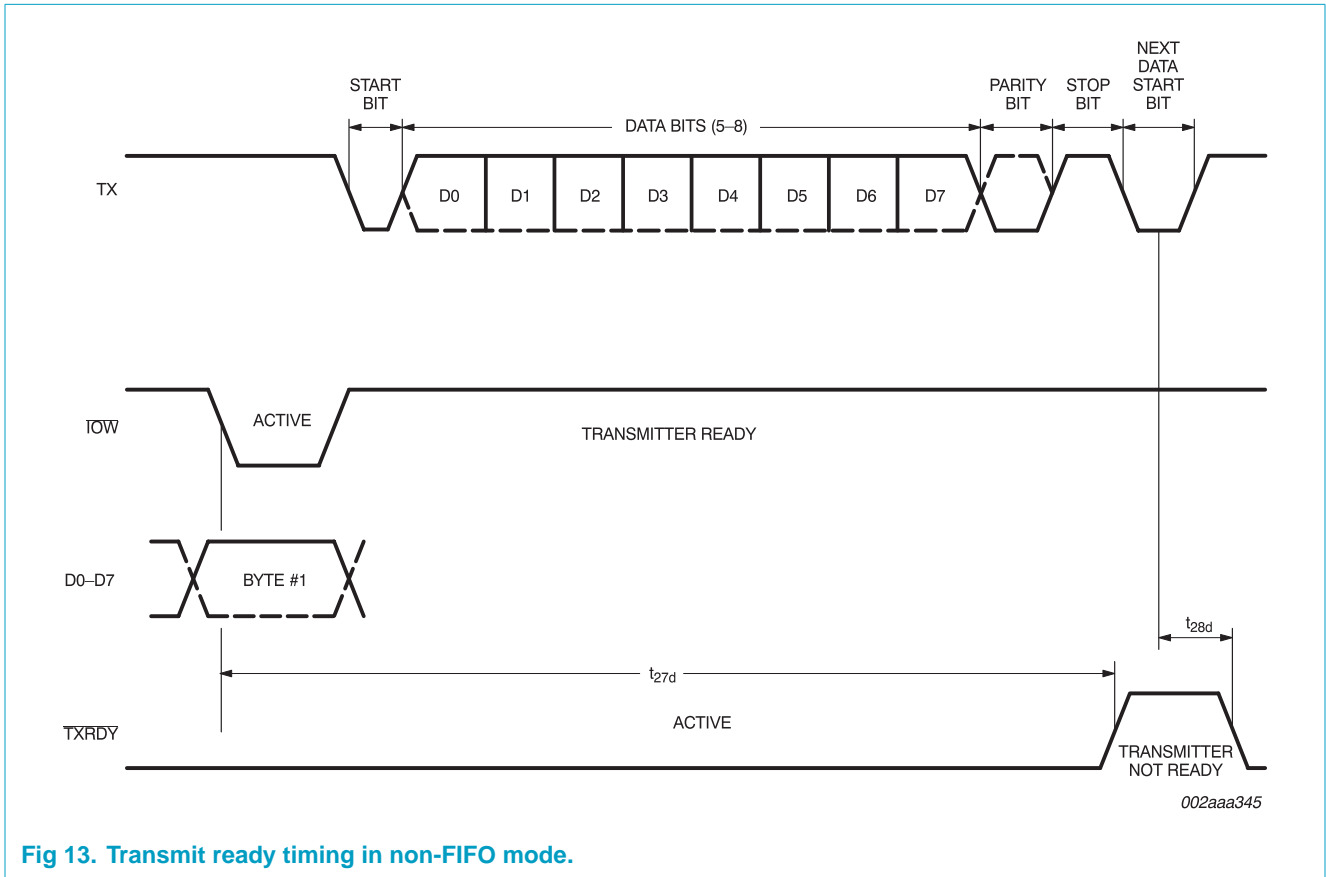 START
BIT
DATA BITS (5–8)
PARITY
BIT
STOP
BIT
NEXT
DATA
START
BIT
TX
D0
D1
D2
D3
D4
D5
D6
D7
IOW
ACTIVE
TRANSMITTER READY
D0–D7
BYTE #1
t28d
t27d
TXRDY
ACTIVE
TRANSMITTER
NOT READY
002aaa345
Fig 13. Transmit ready timing in non-FIFO mode.